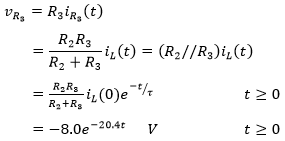 v_{R_3} = R_3 i_{R_3}(t)
= \frac{R_2 R_3}{R_2 + R_3} i_L(t) = (R_2 // R_3) i_L(t)
= \frac{R_2 R_3}{R_2 + R_3} i_L(0) e^{-t/τ} t ≥ 0
= -8.0e^{-20.4t} V t ≥ 0